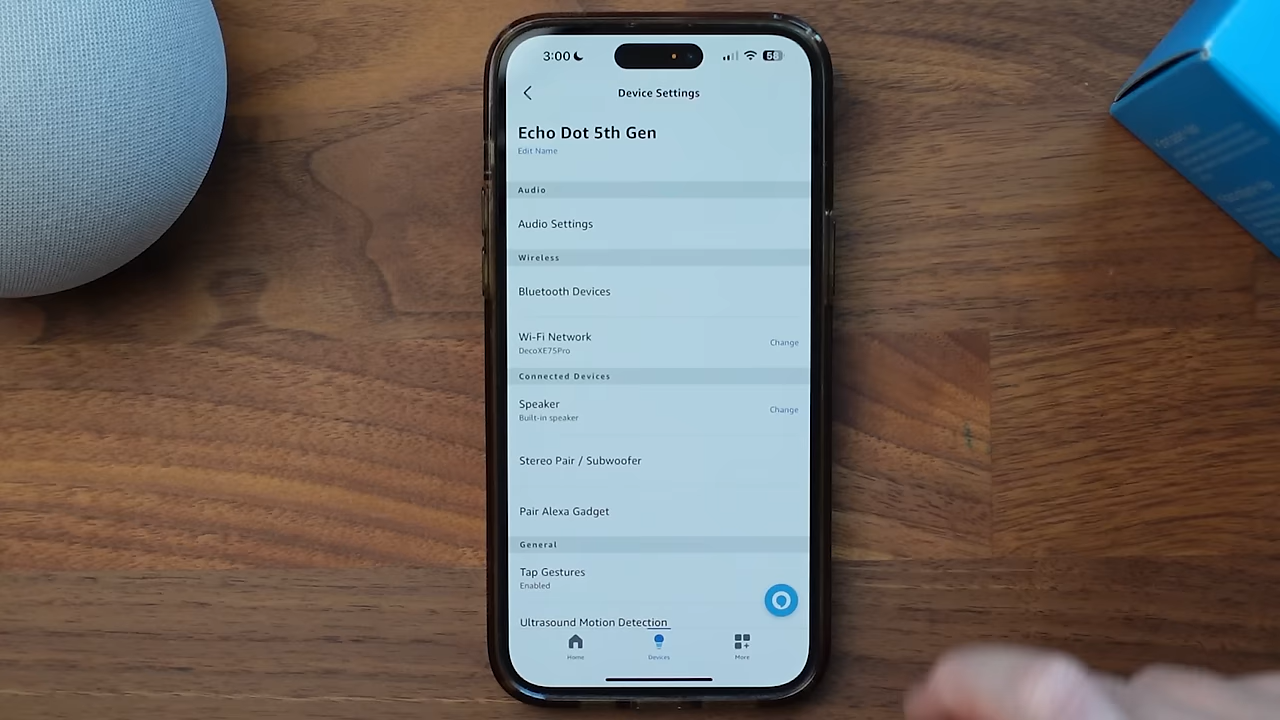 3:00
58
Device Settings
Echo Dot 5th Gen
Edit Name
Audio
Audio Settings
Wireless
Bluetooth Devices
Wi-Fi Network
DecoXE75Pro
Change
Connected Devices
Speaker
Built-in speaker
Change
Stereo Pair / Subwoofer
Pair Alexa Gadget
General
Tap Gestures
Enabled
Ultrasound Motion Detection
Home
Devices
More